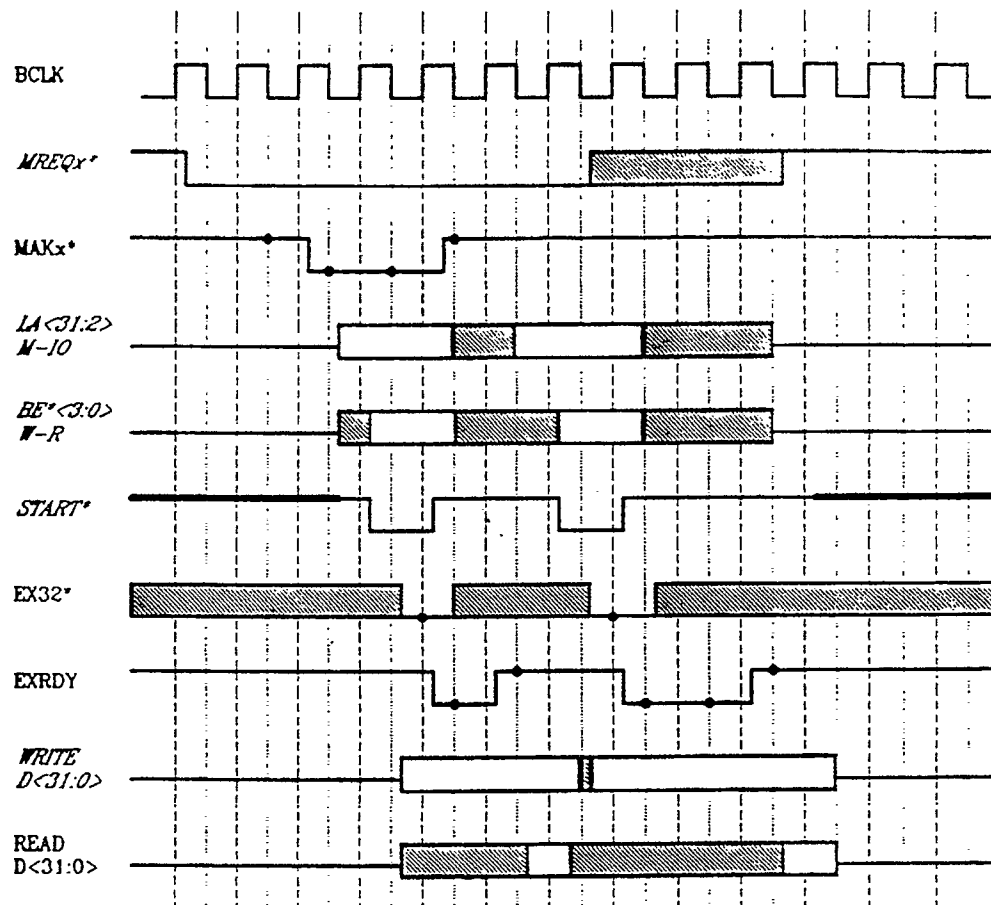 BCLK
MREQx*
MAKx*
LA<31:2>
M-IO
BE*<3:0>
W-R
START*
EX32*
EXRDY
WRITE
D<31:0>
READ
D<31:0>